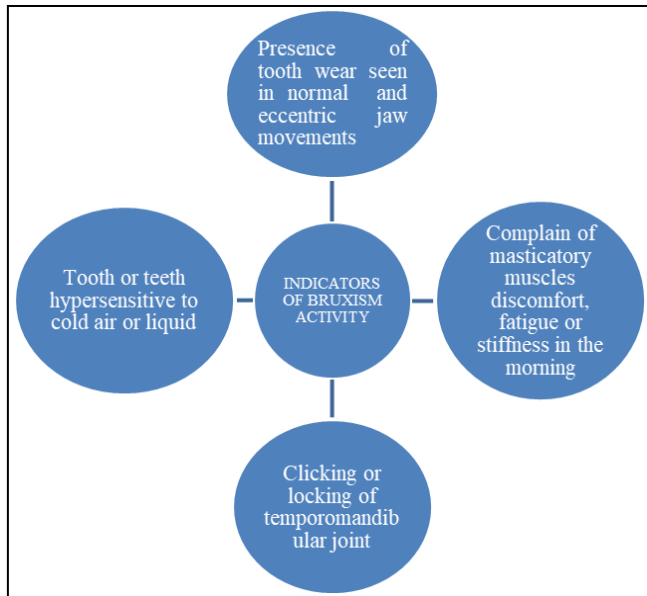 Presence of
tooth wear seen
in normal and
eccentric jaw
movements
Tooth or teeth
hypersensitive to
cold air or liquid
INDICATORS
OF BRUXISM
ACTIVITY
Complain of
masticatory
muscles
discomfort,
fatigue or
stiffness in the
morning
Clicking or
locking of
temporomandib
ular joint